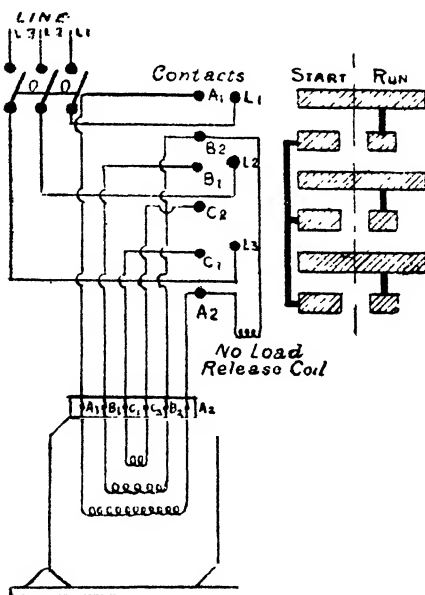 LINE
L3 L2 L1
Contacts
START RUN
A1 L1
B2
B1 L2
C2
C1 L3
A2
No Load
Release Coil
A1 B1 C1 C2 B2 A2